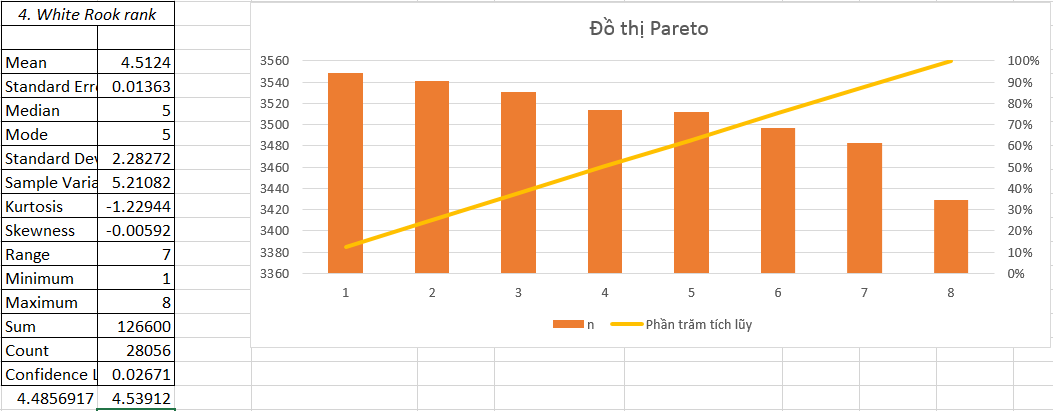 4. White Rook rank
Mean 4.5124
Standard Erro 0.01363
Median 5
Mode 5
Standard Dev 2.28272
Sample Varia 5.21082
Kurtosis -1.22944
Skewness -0.00592
Range 7
Minimum 1
Maximum 8
Sum 126600
Count 28056
Confidence L 0.02671
4.4856917 4.53912
Đồ thị Pareto
3560 100%
3540 90%
3520 80%
3500 70%
3480 60%
3460 50%
3440 40%
3420 30%
3400 20%
3380 10%
3360 0%
1 2 3 4 5 6 7 8
n Phần trăm tích lũy